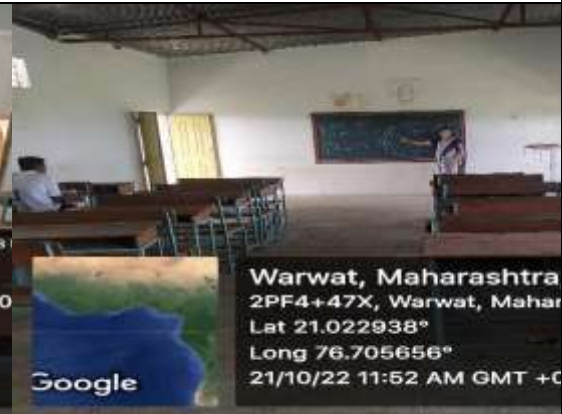 Warwat, Maharashtra
2PF4+47X, Warwat, Mahar
Lat 21.022938°
Long 76.705656°
21/10/22 11:52 AM GMT +0
Google